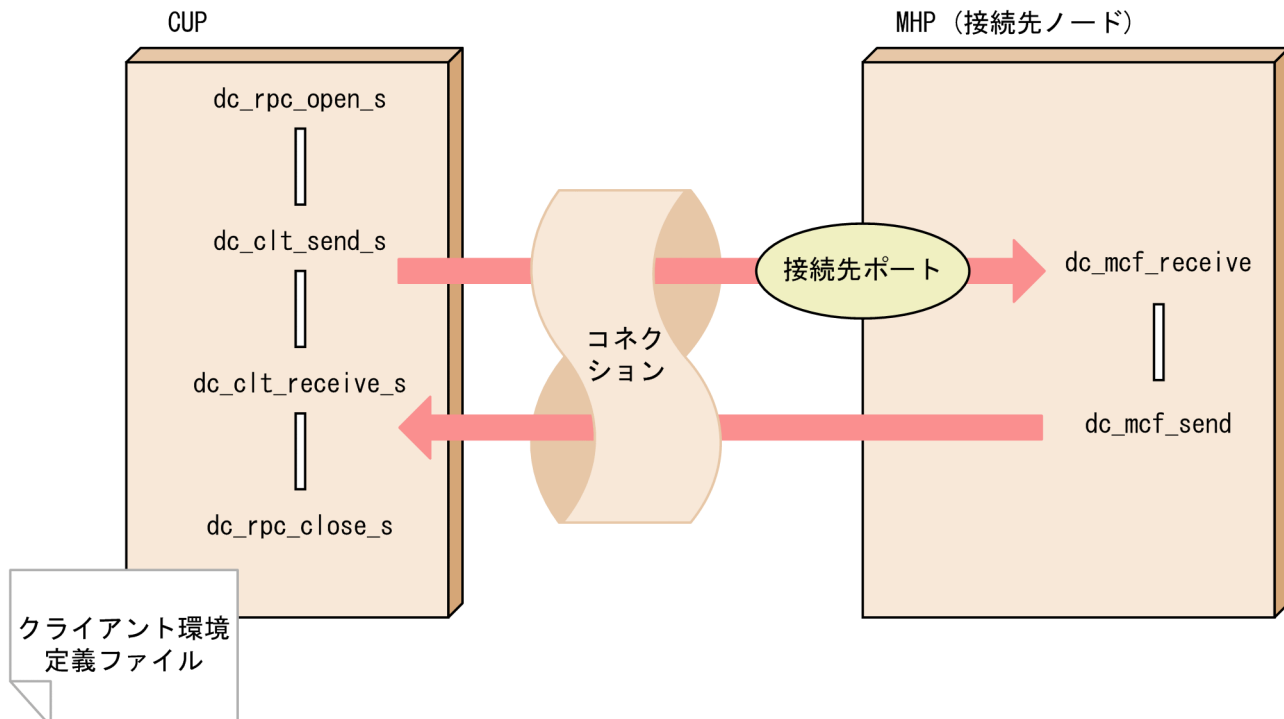 CUP
MHP（接続先ノード）
dc_rpc_open_s
dc_clt_send_s
dc_clt_receive_s
dc_rpc_close_s
コネク
ション
接続先ポート
dc_mcf_receive
dc_mcf_send
クライアント環境
定義ファイル